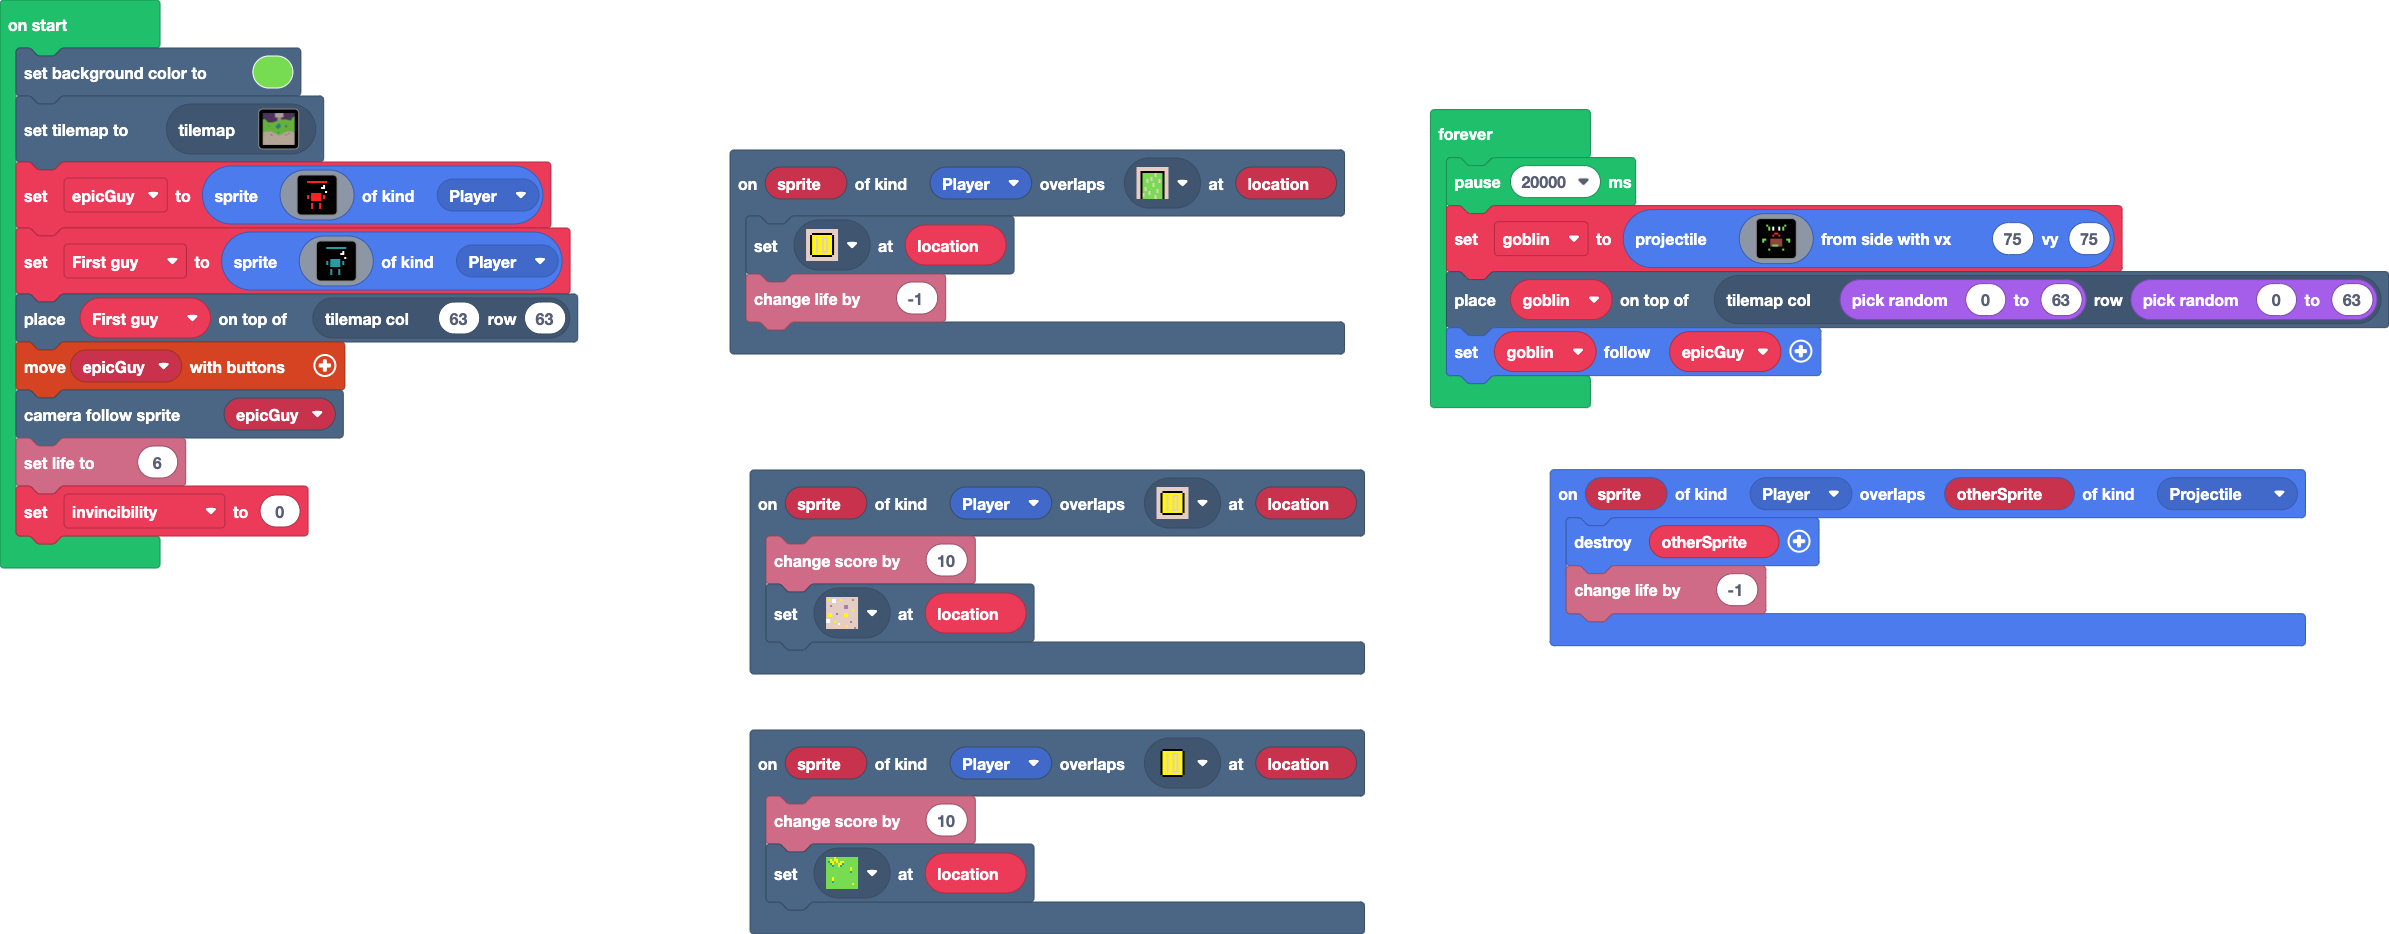 on start
set background color to
set tilemap to tilemap
set epicGuy to sprite of kind Player
set First guy to sprite of kind Player
place First guy on top of tilemap col 63 row 63
move epicGuy with buttons
camera follow sprite epicGuy
set life to 6
set invincibility to 0
on sprite of kind Player overlaps at location
set at location
change life by -1
on sprite of kind Player overlaps at location
change score by 10
set at location
on sprite of kind Player overlaps at location
change score by 10
set at location
forever
pause 20000 ms
set goblin to projectile from side with vx 75 vy 75
place goblin on top of tilemap col pick random 0 to 63 row pick random 0 to 63
set goblin follow epicGuy
on sprite of kind Player overlaps otherSprite of kind Projectile
destroy otherSprite
change life by -1